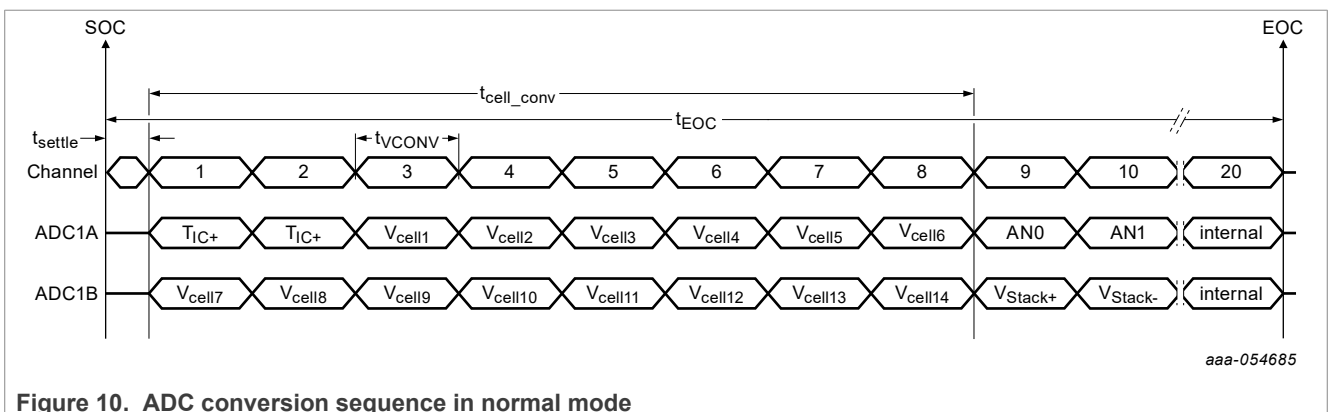 SOC EOC
tcell_conv
tEOC
tsettle tVCONV
Channel 1 2 3 4 5 6 7 8 9 10 20
ADC1A TIC+ TIC+ Vcell1 Vcell2 Vcell3 Vcell4 Vcell5 Vcell6 AN0 AN1 internal
ADC1B Vcell7 Vcell8 Vcell9 Vcell10 Vcell11 Vcell12 Vcell13 Vcell14 VStack+ VStack- internal
aaa-054685
Figure 10. ADC conversion sequence in normal mode